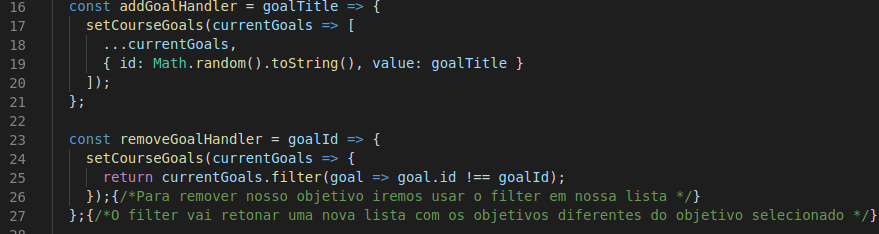 16 const addGoalHandler = goalTitle => {
17 setCourseGoals(currentGoals => [
18 ...currentGoals,
19 { id: Math.random().toString(), value: goalTitle }
20 ]);
21 };
22
23 const removeGoalHandler = goalId => {
24 setCourseGoals(currentGoals => {
25 return currentGoals.filter(goal => goal.id !== goalId);
26 });{/*Para remover nosso objetivo iremos usar o filter em nossa lista */}
27 };{/*O filter vai retonar uma nova lista com os objetivos diferentes do objetivo selecionado */}